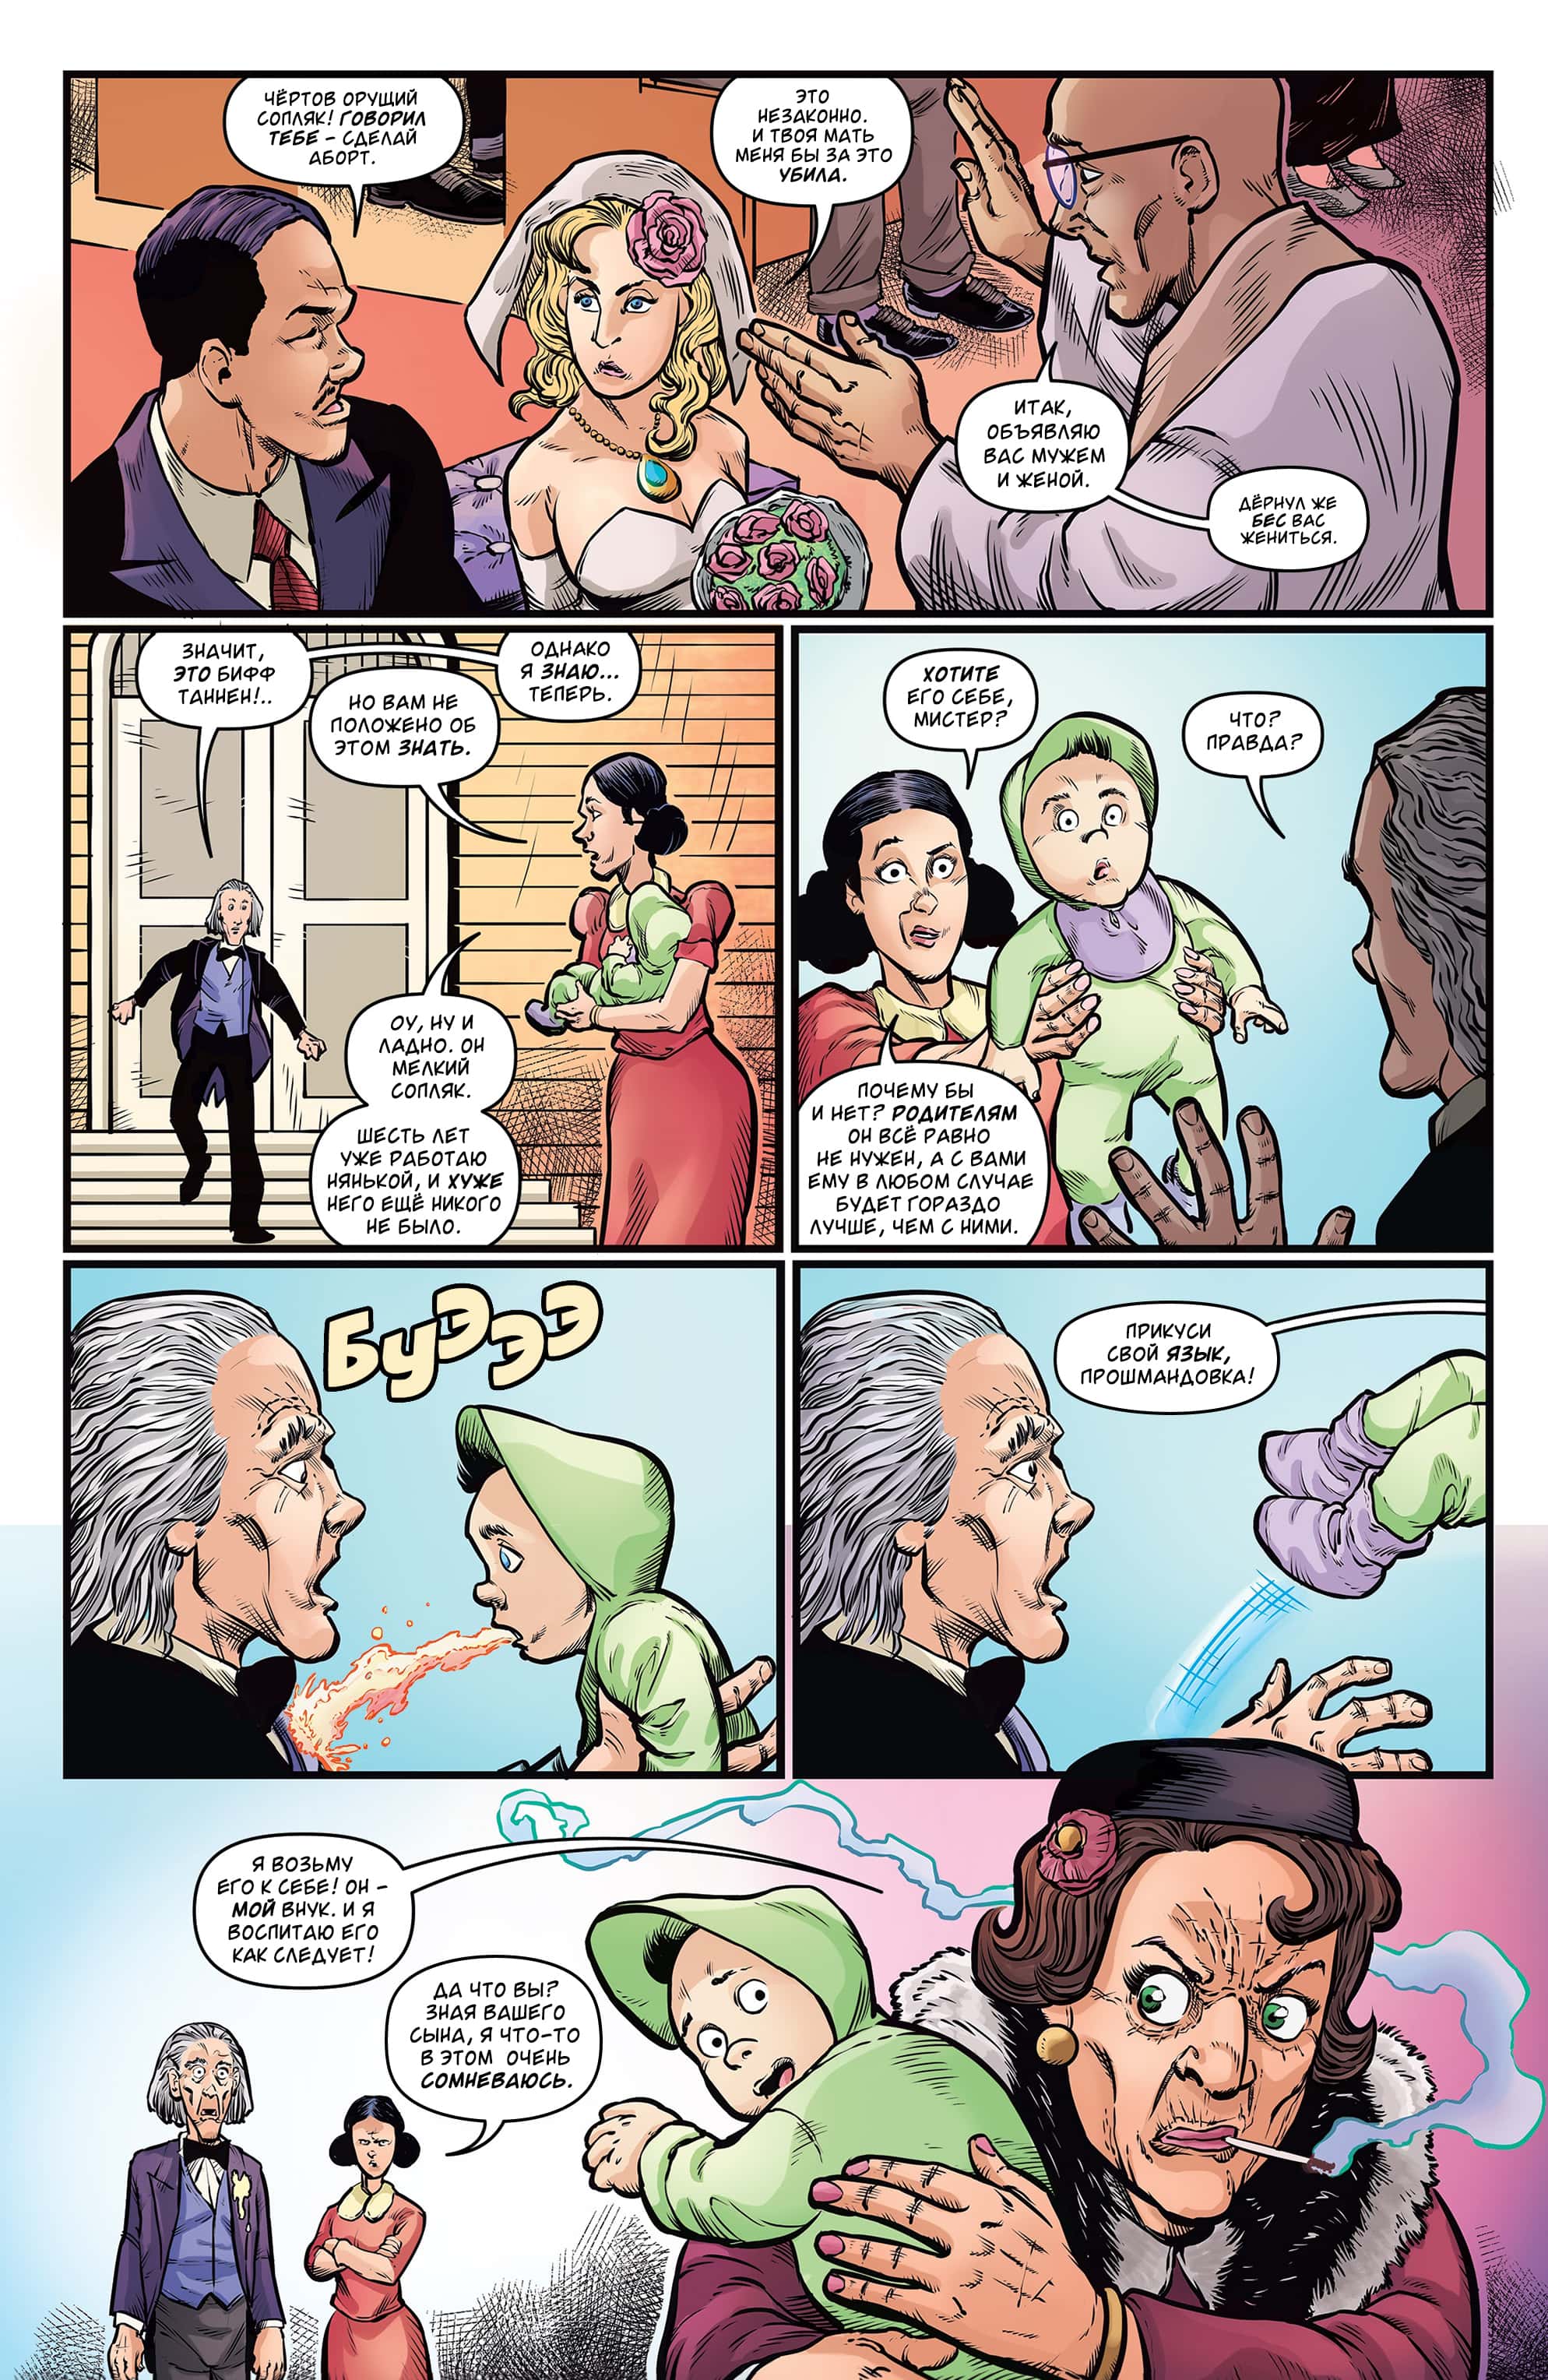 ЧЁРТОВ ОРУЩИЙ
СОПЛЯК! ГОВОРИЛ
ТЕБЕ – СДЕЛАЙ
АБОРТ.
ЭТО
НЕЗАКОННО.
И ТВОЯ МАТЬ
МЕНЯ БЫ ЗА ЭТО
УБИЛА.
ИТАК,
ОБЪЯВЛЯЮ
ВАС МУЖЕМ
И ЖЕНОЙ.
ДЁРНУЛ ЖЕ
БЕС ВАС
ЖЕНИТЬСЯ.
ЗНАЧИТ,
ЭТО БИФФ
ТАННЕН!..
НО ВАМ НЕ
ПОЛОЖЕНО ОБ
ЭТОМ ЗНАТЬ.
ОДНАКО
Я ЗНАЮ...
ТЕПЕРЬ.
ОУ, НУ И
ЛАДНО. ОН
МЕЛКИЙ
СОПЛЯК.
ШЕСТЬ ЛЕТ
УЖЕ РАБОТАЮ
НЯНЬКОЙ, И ХУЖЕ
НЕГО ЕЩЁ НИКОГО
НЕ БЫЛО.
ХОТИТЕ
ЕГО СЕБЕ,
МИСТЕР?
ЧТО?
ПРАВДА?
ПОЧЕМУ БЫ
И НЕТ? РОДИТЕЛЯМ
ОН ВСЁ РАВНО
НЕ НУЖЕН, А С ВАМИ
ЕМУ В ЛЮБОМ СЛУЧАЕ
БУДЕТ ГОРАЗДО
ЛУЧШЕ, ЧЕМ С НИМИ.
БУЭЭЭ
ПРИКУСИ
СВОЙ ЯЗЫК,
ПРОШМАНДОВКА!
Я ВОЗЬМУ
ЕГО К СЕБЕ! ОН –
МОЙ ВНУК. И Я
ВОСПИТАЮ ЕГО
КАК СЛЕДУЕТ!
ДА ЧТО ВЫ?
ЗНАЯ ВАШЕГО
СЫНА, Я ЧТО-ТО
В ЭТОМ ОЧЕНЬ
СОМНЕВАЮСЬ.